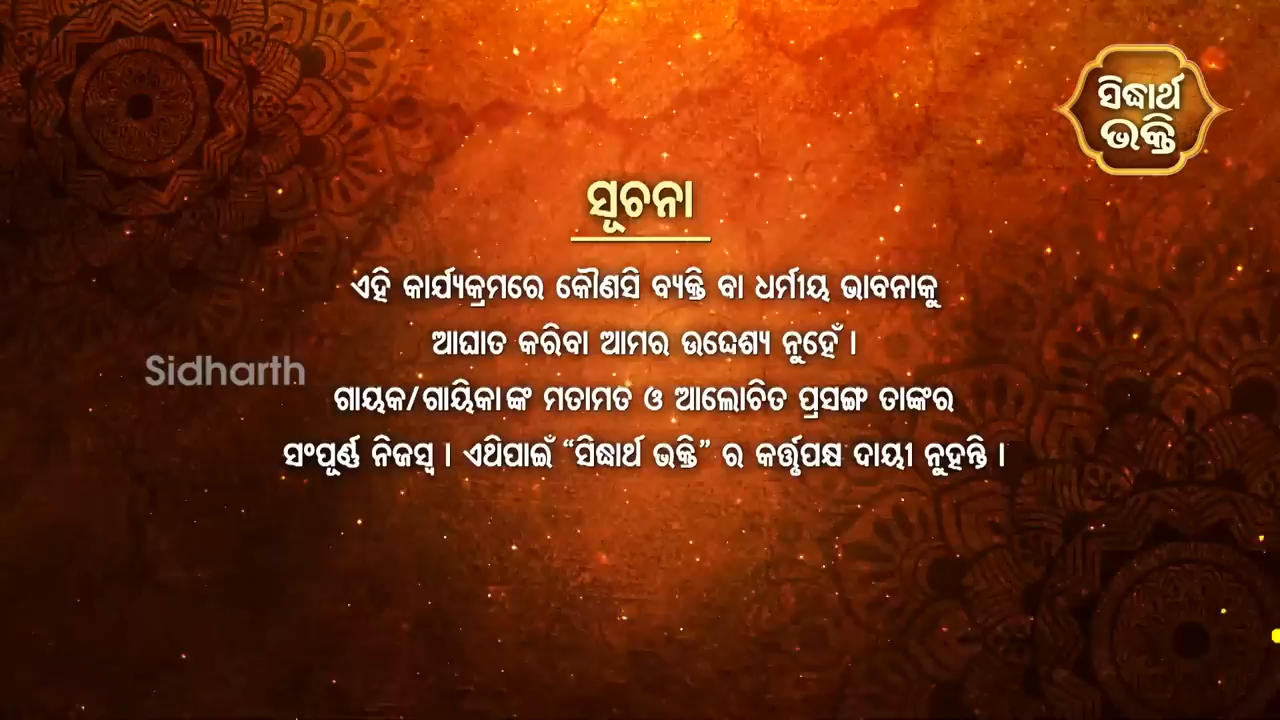 ସିଦ୍ଧାର୍ଥ
ଭକ୍ତି
ସୂଚନା
ଏହି କାର୍ଯ୍ୟକ୍ରମରେ କୌଣସି ବ୍ୟକ୍ତି ବା ଧର୍ମୀୟ ଭାବନାକୁ
ଆଘାତ କରିବା ଆମର ଉଦ୍ଦେଶ୍ୟ ନୁହେଁ ।
Sidharth
ଗାୟକ/ଗାୟିକାଙ୍କ ମତାମତ ଓ ଆଲୋଚିତ ପ୍ରସଙ୍ଗ ତାଙ୍କର
ସଂପୂର୍ଣ୍ଣ ନିଜସ୍ୱ । ଏଥିପାଇଁ “ସିଦ୍ଧାର୍ଥ ଭକ୍ତି” ର କର୍ତ୍ତୃପକ୍ଷ ଦାୟୀ ନୁହନ୍ତି ।